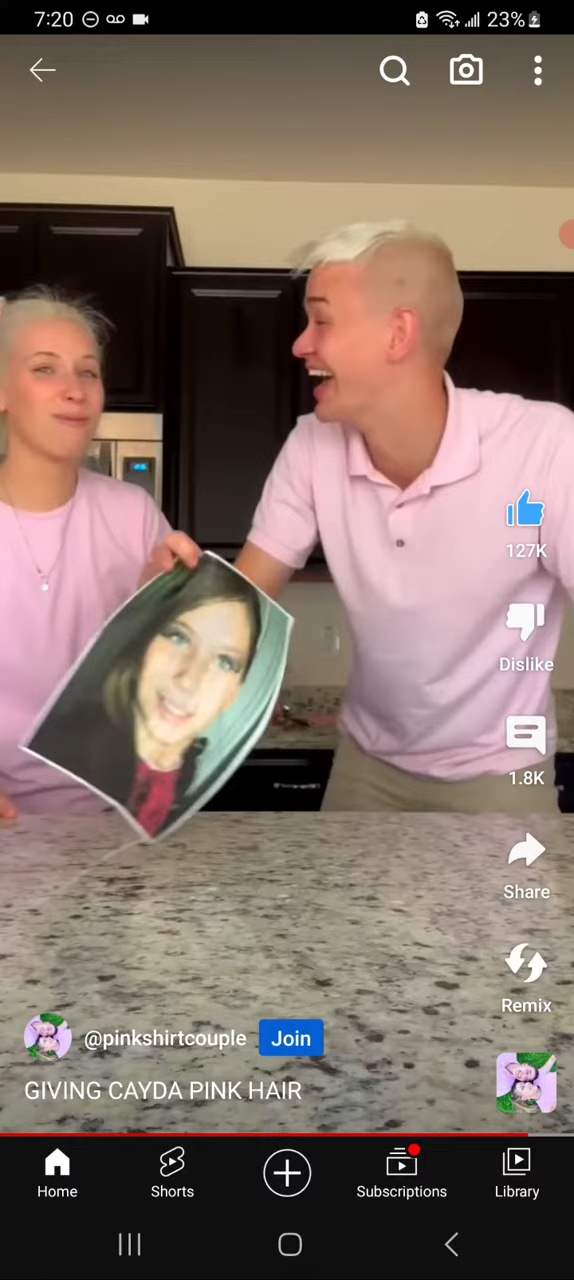 7:20
23%
127K
Dislike
1.8K
Share
Remix
@pinkshirtcouple
Join
GIVING CAYDA PINK HAIR
Home
Shorts
Subscriptions
Library